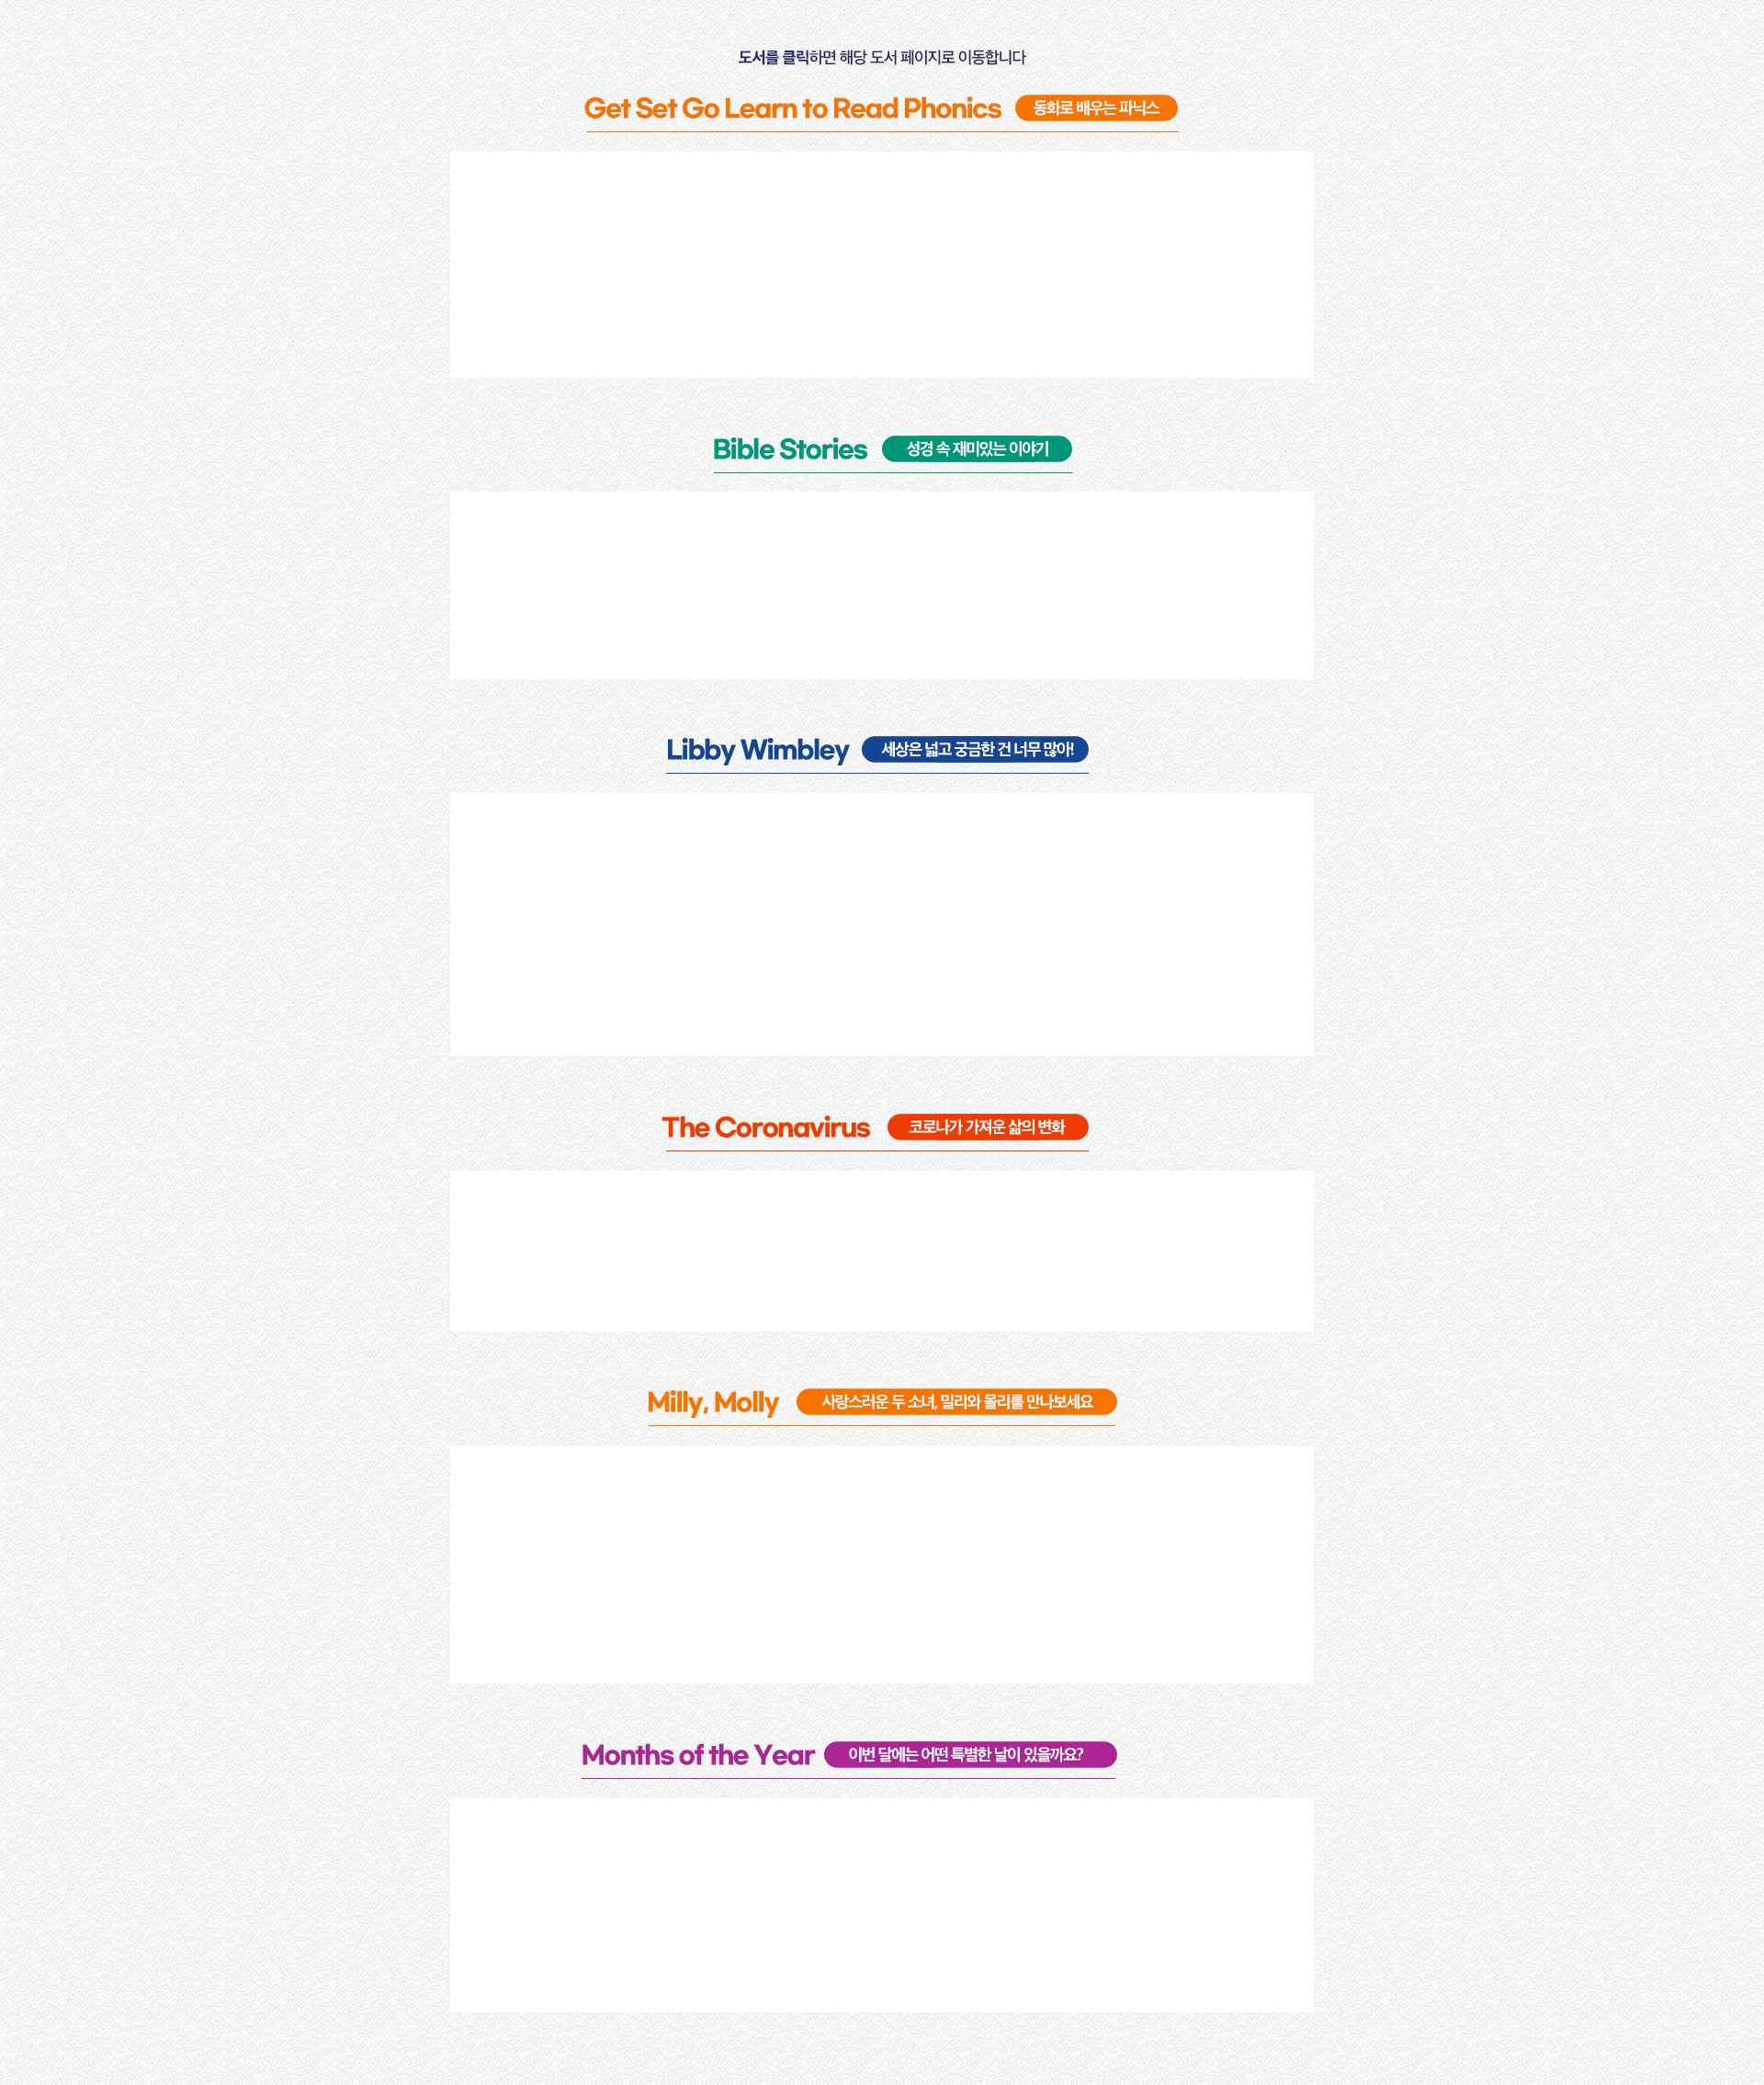 도서를 클릭하면 해당 도서 페이지로 이동합니다
Get Set Go Learn to Read Phonics 동화로 배우는 파닉스
Bible Stories 성경 속 재미있는 이야기
Libby Wimbley 세상은 넓고 궁금한 건 너무 많아!
The Coronavirus 코로나가 가져운 삶의 변화
Milly, Molly 사랑스러운 두 소녀, 밀리와 몰리를 만나보세요
Months of the Year 이번 달에는 어떤 특별한 날이 있을까요?